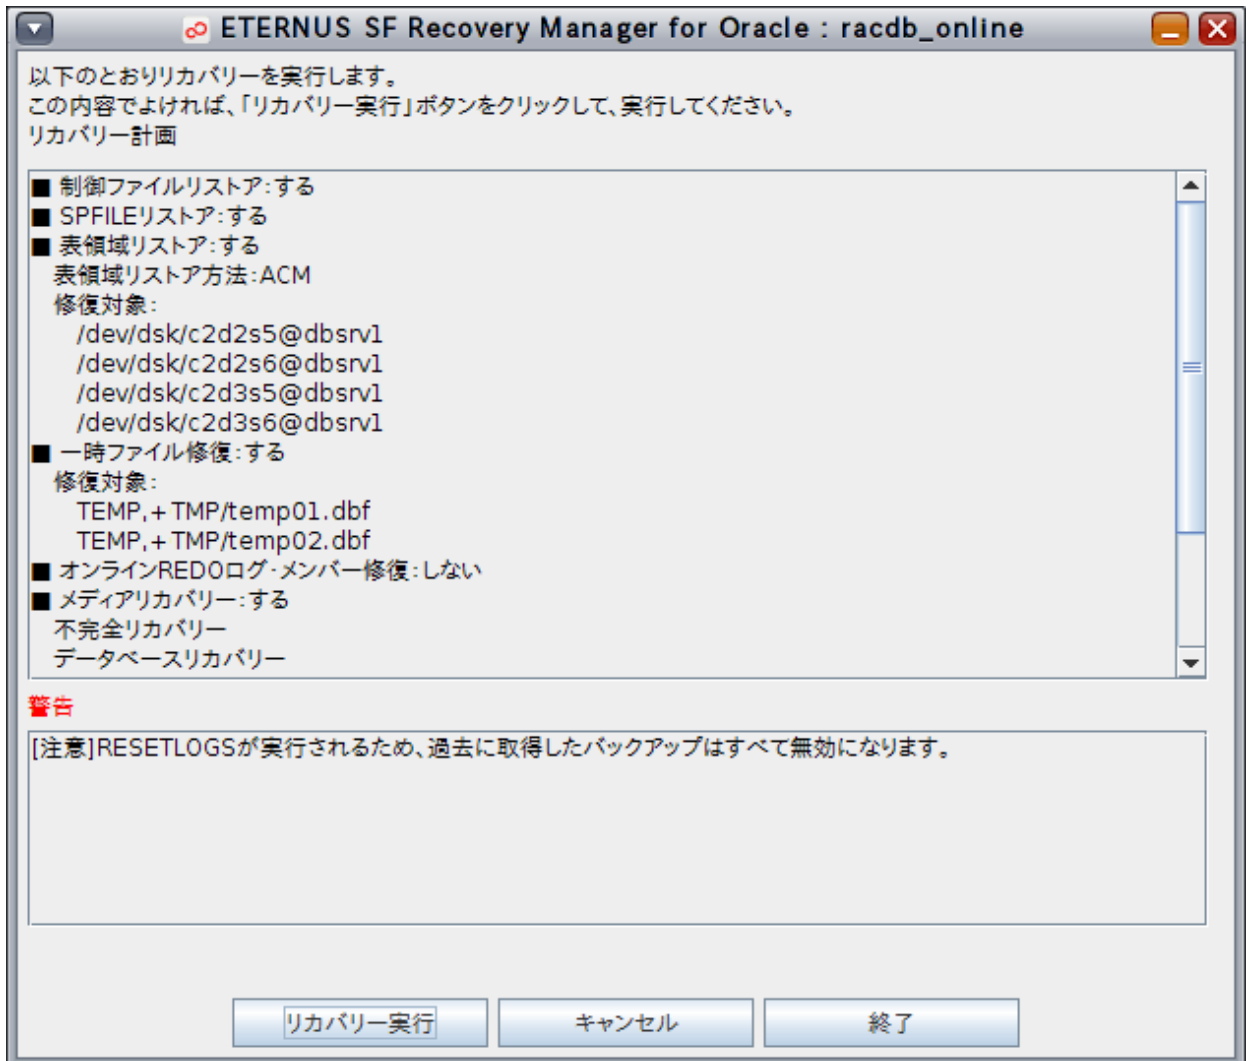 ETERNUS SF Recovery Manager for Oracle : racdb_online
以下のとおりリカバリーを実行します。
この内容でよければ、「リカバリー実行」ボタンをクリックして、実行してください。
リカバリー計画
■ 制御ファイルリストア:する
■ SPFILEリストア:する
■ 表領域リストア:する
表領域リストア方法:ACM
修復対象:
/dev/dsk/c2d2s5@dbsrv1
/dev/dsk/c2d2s6@dbsrv1
/dev/dsk/c2d3s5@dbsrv1
/dev/dsk/c2d3s6@dbsrv1
■ 一時ファイル修復:する
修復対象:
TEMP,+TMP/temp01.dbf
TEMP,+TMP/temp02.dbf
■ オンラインREDOログ・メンバー修復:しない
■ メディアリカバリー:する
不完全リカバリー
データベースリカバリー
警告
[注意]RESETLOGSが実行されるため、過去に取得したバックアップはすべて無効になります。
リカバリー実行 キャンセル 終了